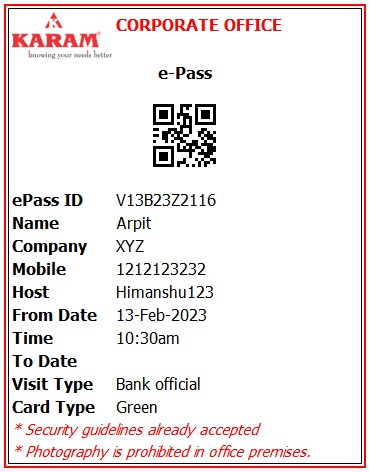 CORPORATE OFFICE
KARAM®
knowing your needs better
e-Pass
ePass ID V13B23Z2116
Name Arpit
Company XYZ
Mobile 1212123232
Host Himanshu123
From Date 13-Feb-2023
Time 10:30am
To Date
Visit Type Bank official
Card Type Green
* Security guidelines already accepted
* Photography is prohibited in office premises.